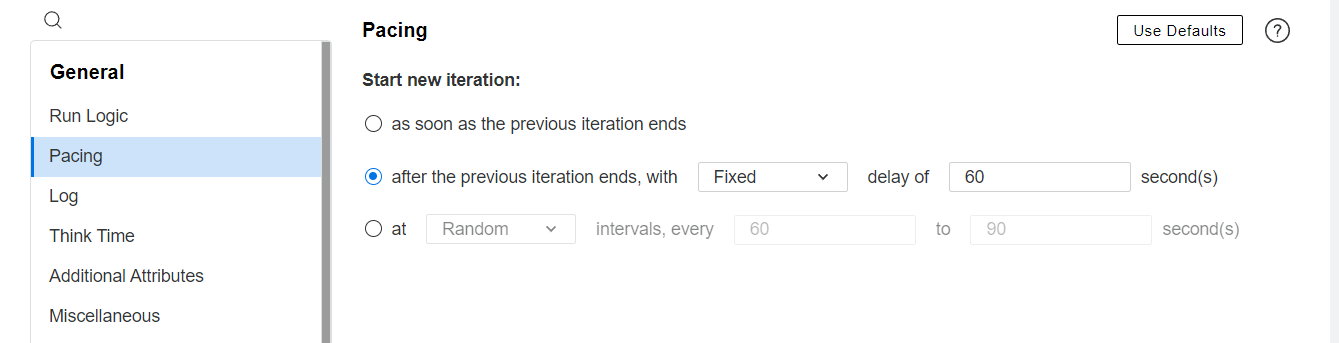 General
Run Logic
Pacing
Log
Think Time
Additional Attributes
Miscellaneous
Pacing
Use Defaults
?
Start new iteration:
as soon as the previous iteration ends
after the previous iteration ends, with Fixed delay of 60 second(s)
at Random intervals, every 60 to 90 second(s)